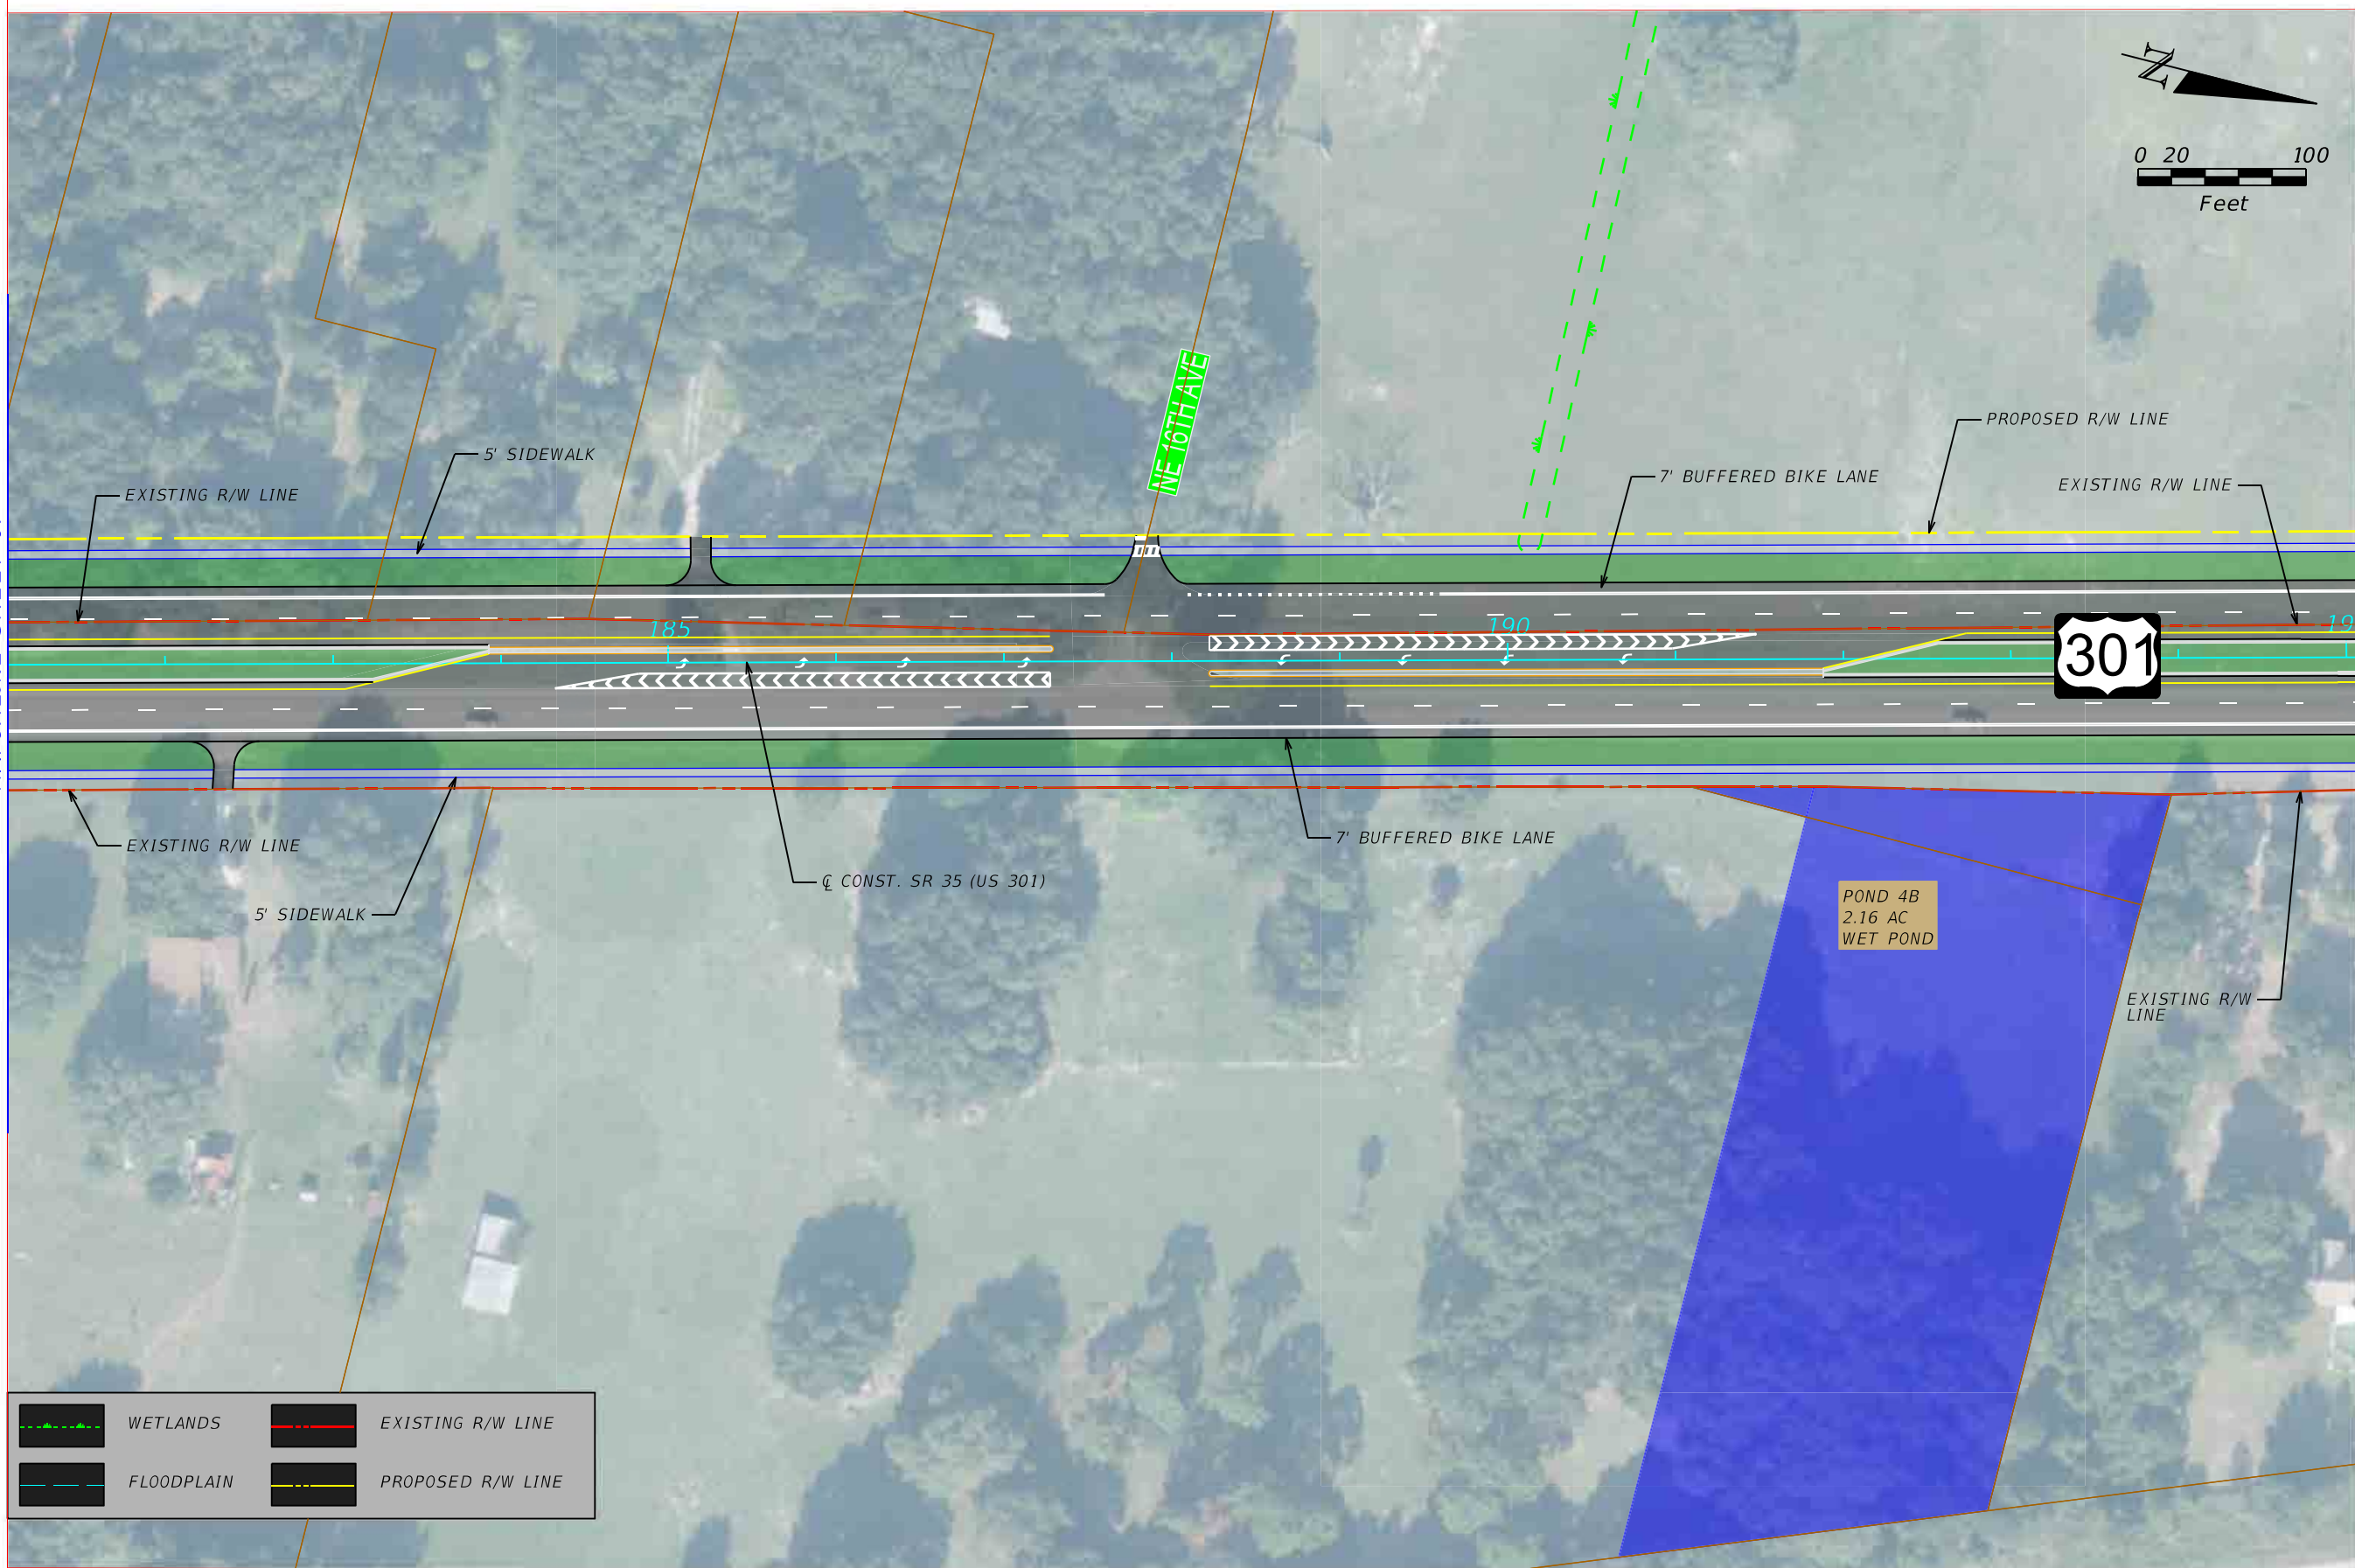 N
0 20 100
Feet
NE 16TH AVE
PROPOSED R/W LINE
5' SIDEWALK
7' BUFFERED BIKE LANE
EXISTING R/W LINE
EXISTING R/W LINE
185
190
19
301
EXISTING R/W LINE
7' BUFFERED BIKE LANE
℄ CONST. SR 35 (US 301)
5' SIDEWALK
POND 4B
2.16 AC
WET POND
EXISTING R/W
LINE
WETLANDS
EXISTING R/W LINE
FLOODPLAIN
PROPOSED R/W LINE